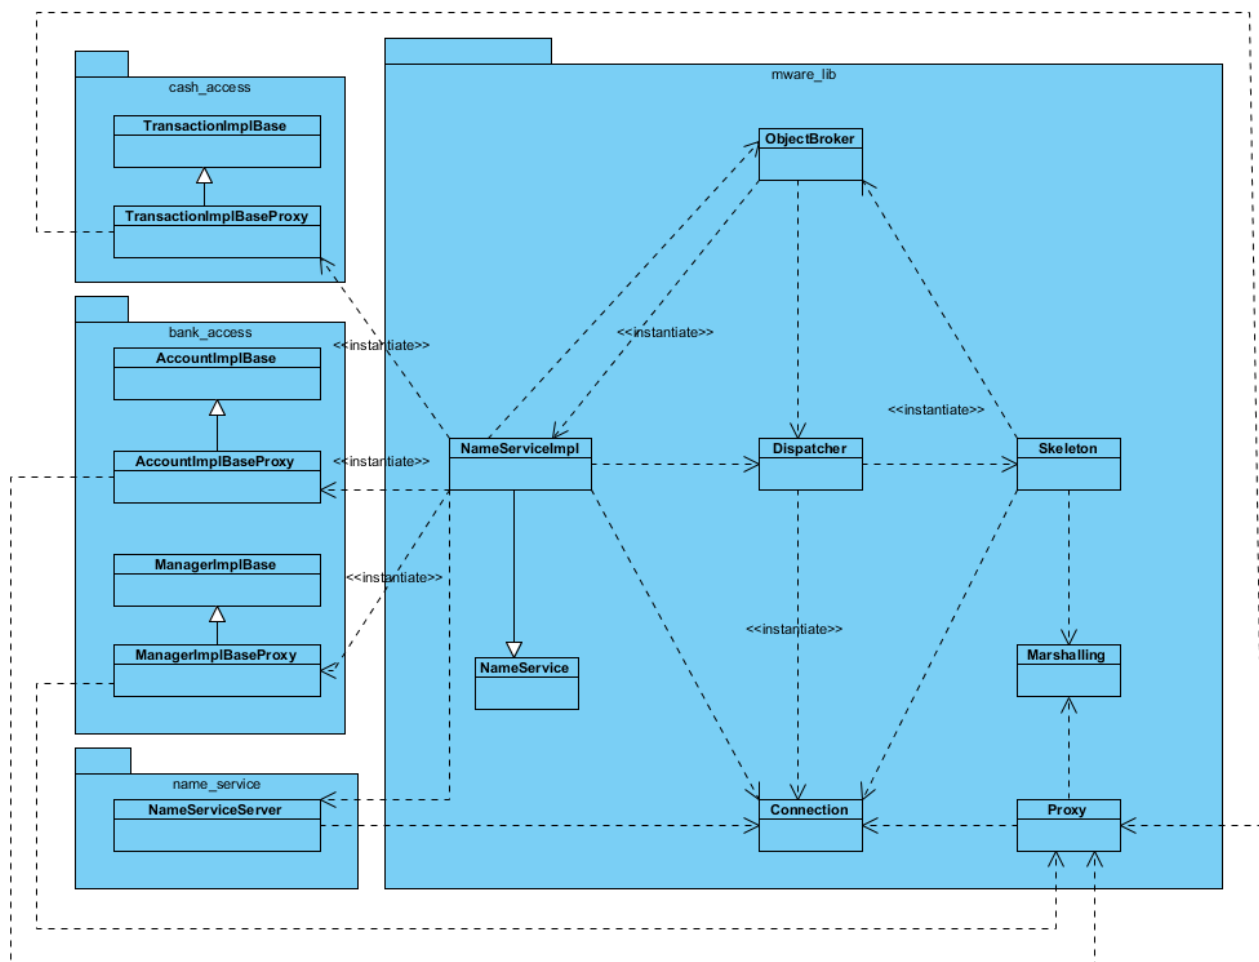 cash_access
TransactionImplBase
TransactionImplBaseProxy
bank_access
AccountImplBase
AccountImplBaseProxy
ManagerImplBase
ManagerImplBaseProxy
name_service
NameServiceServer
<<instantiate>>
<<instantiate>>
<<instantiate>>
mware_lib
ObjectBroker
<<instantiate>>
<<instantiate>>
NameServiceImpl
Dispatcher
Skeleton
<<instantiate>>
NameService
Marshalling
Connection
Proxy